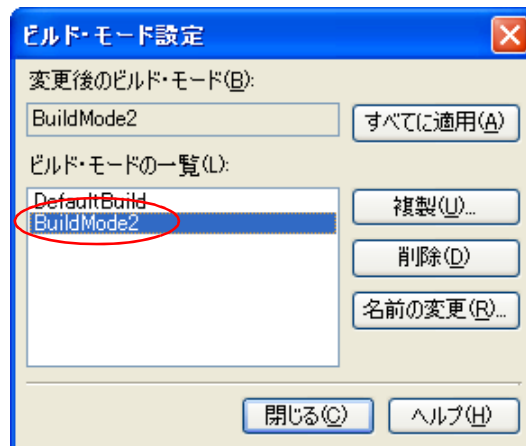 ビルド・モード設定
変更後のビルド・モード(B):
BuildMode2
すべてに適用(A)
ビルド・モードの一覧(L):
DefaultBuild
BuildMode2
複製(U)...
削除(D)
名前の変更(R)...
閉じる(C)
ヘルプ(H)